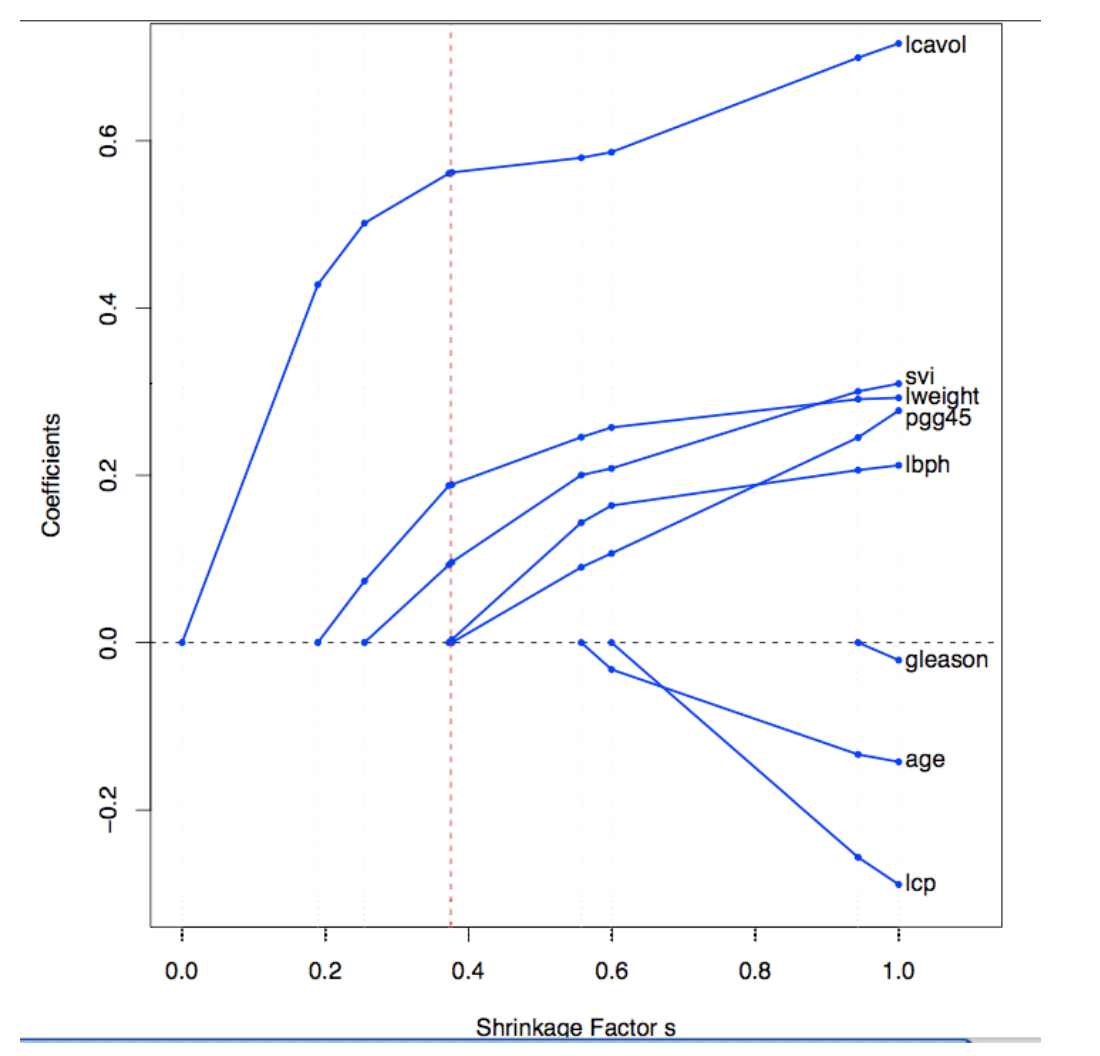 lcavol
0.6
0.4
svi
lweight
pgg45
lbph
0.2
Coefficients
0.0
gleason
age
−0.2
lcp
0.0 0.2 0.4 0.6 0.8 1.0
Shrinkage Factor s